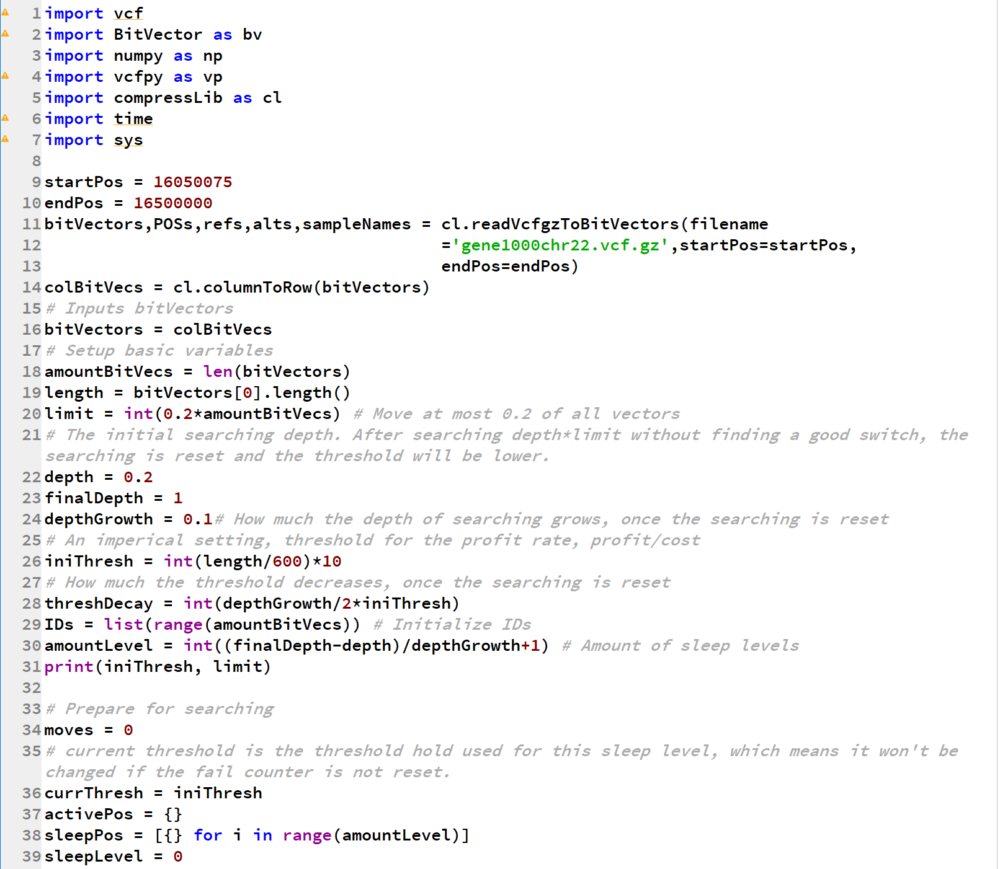 1 import vcf
2 import BitVector as bv
3 import numpy as np
4 import vcfpy as vp
5 import compressLib as cl
6 import time
7 import sys
8
9 startPos = 16050075
10 endPos = 16500000
11 bitVectors,POSs,refs,alts,sampleNames = cl.readVcfgzToBitVectors(filename
12                                         ='gene1000chr22.vcf.gz',startPos=startPos,
13                                         endPos=endPos)
14 colBitVecs = cl.columnToRow(bitVectors)
15 # Inputs bitVectors
16 bitVectors = colBitVecs
17 # Setup basic variables
18 amountBitVecs = len(bitVectors)
19 length = bitVectors[0].length()
20 limit = int(0.2*amountBitVecs) # Move at most 0.2 of all vectors
21 # The initial searching depth. After searching depth*limit without finding a good switch, the
searching is reset and the threshold will be lower.
22 depth = 0.2
23 finalDepth = 1
24 depthGrowth = 0.1# How much the depth of searching grows, once the searching is reset
25 # An imperical setting, threshold for the profit rate, profit/cost
26 iniThresh = int(length/600)*10
27 # How much the threshold decreases, once the searching is reset
28 threshDecay = int(depthGrowth/2*iniThresh)
29 IDs = list(range(amountBitVecs)) # Initialize IDs
30 amountLevel = int((finalDepth-depth)/depthGrowth+1) # Amount of sleep levels
31 print(iniThresh, limit)
32
33 # Prepare for searching
34 moves = 0
35 # current threshold is the threshold hold used for this sleep level, which means it won't be
changed if the fail counter is not reset.
36 currThresh = iniThresh
37 activePos = {}
38 sleepPos = [{} for i in range(amountLevel)]
39 sleepLevel = 0